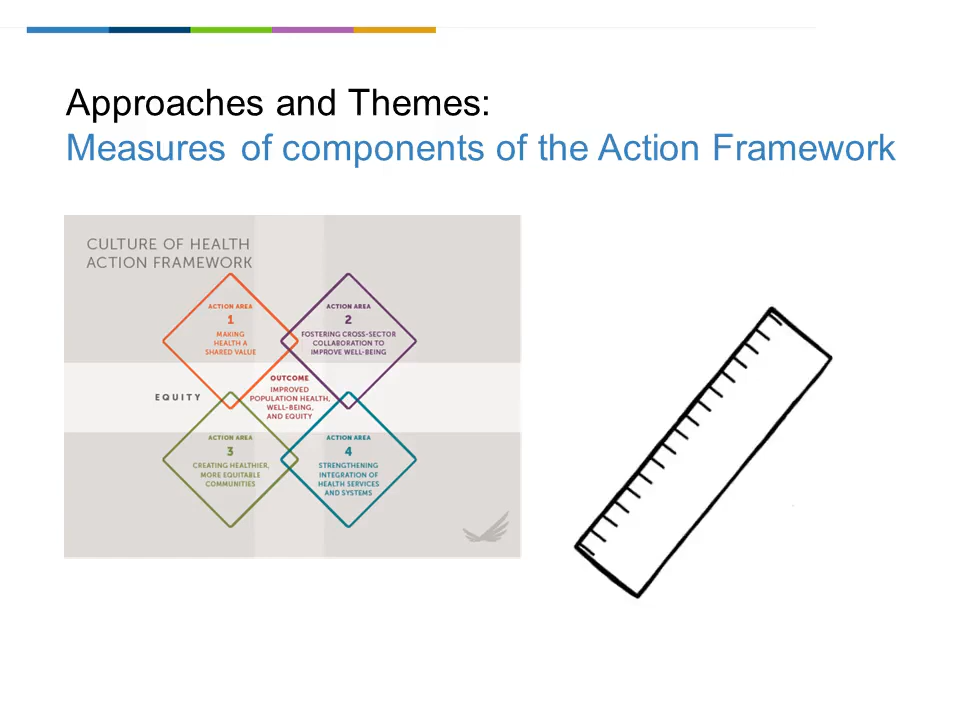 Approaches and Themes:
Measures of components of the Action Framework
CULTURE OF HEALTH
ACTION FRAMEWORK
ACTION AREA
1
MAKING
HEALTH A
SHARED VALUE
ACTION AREA
2
FOSTERING CROSS-SECTOR
COLLABORATION TO
IMPROVE WELL-BEING
EQUITY
OUTCOME
IMPROVED
POPULATION HEALTH,
WELL-BEING,
AND EQUITY
ACTION AREA
3
CREATING HEALTHIER,
MORE EQUITABLE
COMMUNITIES
ACTION AREA
4
STRENGTHENING
INTEGRATION OF
HEALTH SERVICES
AND SYSTEMS